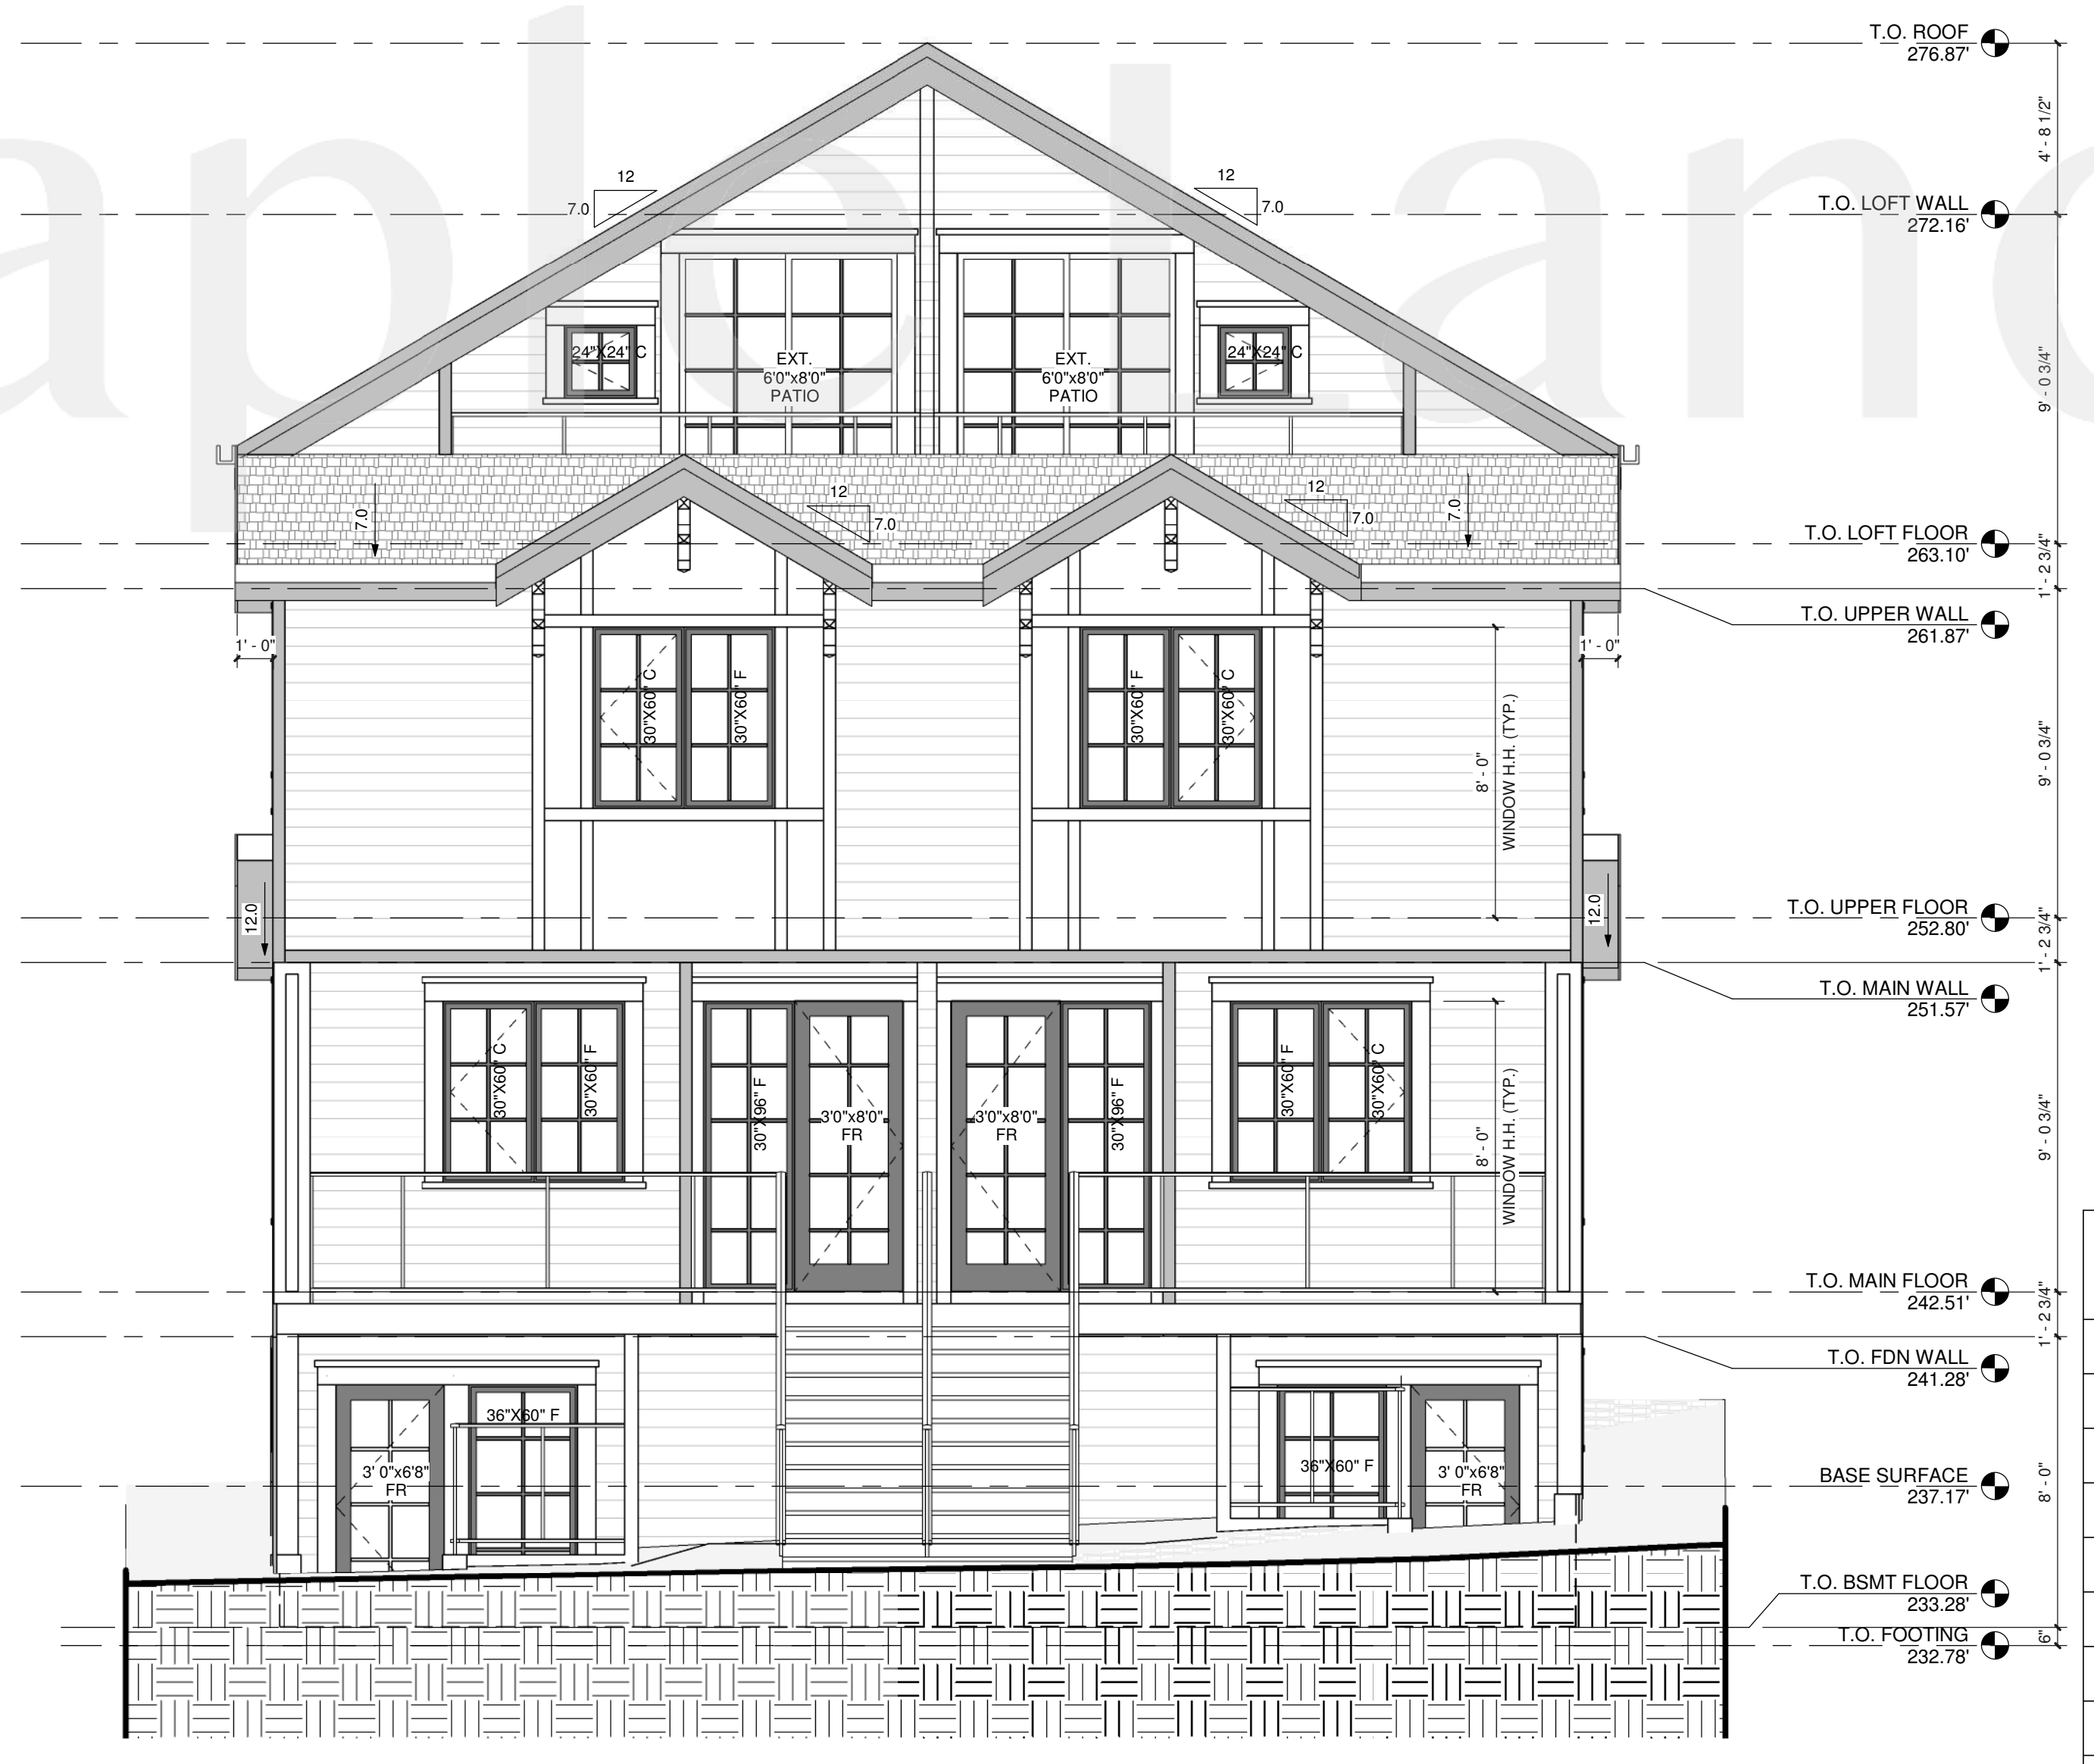 aplo Land
T.O. ROOF
276.87'
4' - 8 1/2"
12
7.0
12
7.0
T.O. LOFT WALL
272.16'
24"X24" C
EXT.
6'0"x8'0"
PATIO
EXT.
6'0"x8'0"
PATIO
24"X24" C
9' - 0 3/4"
7.0
12
7.0
12
7.0
7.0
T.O. LOFT FLOOR
263.10'
1' - 2 3/4"
T.O. UPPER WALL
261.87'
1' - 0"
1' - 0"
30"X60" C
30"X60" F
30"X60" F
30"X60" C
8' - 0"
WINDOW H.H. (TYP.)
9' - 0 3/4"
12.0
12.0
T.O. UPPER FLOOR
252.80'
1' - 2 3/4"
T.O. MAIN WALL
251.57'
30"X60" C
30"X60" F
30"X96" F
3'0"x8'0"
FR
3'0"x8'0"
FR
30"X96" F
30"X60" F
30"X60" C
8' - 0"
WINDOW H.H. (TYP.)
9' - 0 3/4"
T.O. MAIN FLOOR
242.51'
1' - 2 3/4"
T.O. FDN WALL
241.28'
36"X60" F
3' 0"x6'8"
FR
36"X60" F
3' 0"x6'8"
FR
BASE SURFACE
237.17'
8' - 0"
T.O. BSMT FLOOR
233.28'
T.O. FOOTING
232.78'
6"